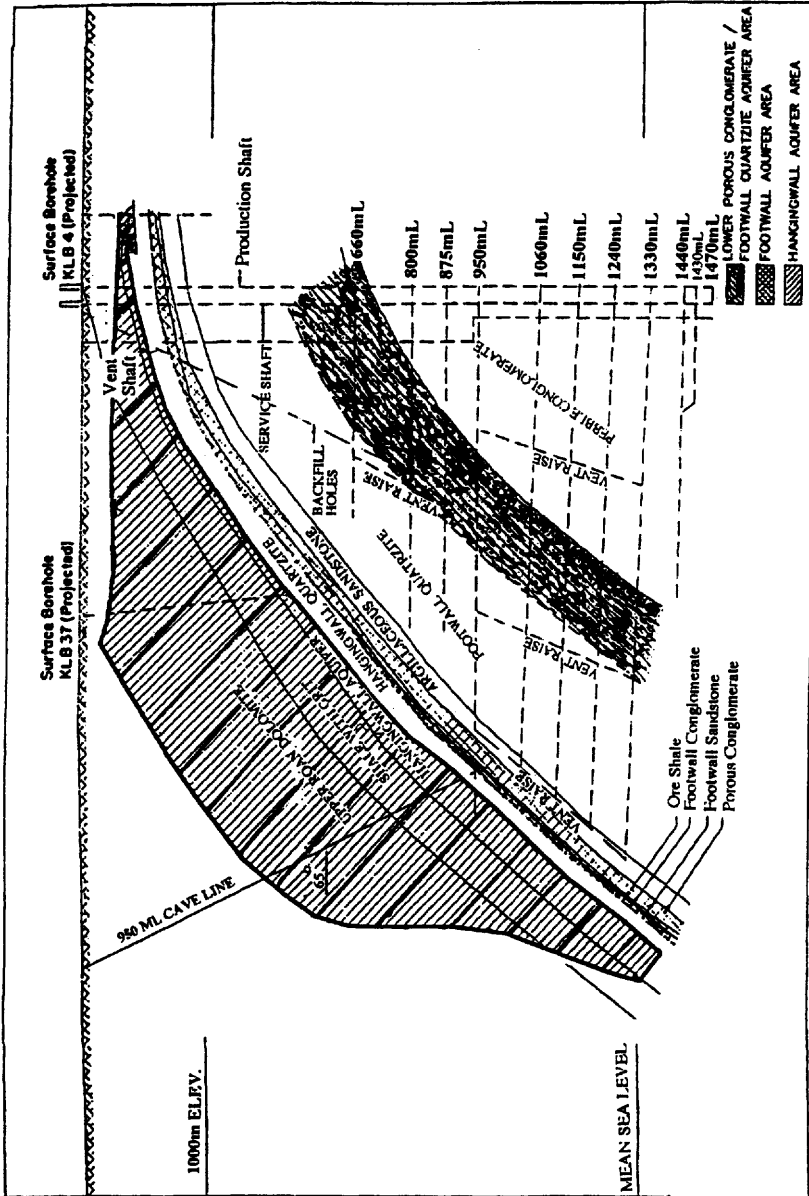 Surface Borehole
KLB 37 (Projected)
Surface Borehole
KLB 4 (Projected)
Vent
Shaft
Production Shaft
SERVICE SHAFT
950 ML CAVE LINE
65°
1000m ELEV.
MEAN SEA LEVEL
UPPER ROAN DOLOMITE
SHALE WITH GRIT
HANGINGWALL AQUIFER
HANGINGWALL QUARTZITE
ARGILLACEOUS SANDSTONE
BACKFILL
HOLES
VENT RAISE
FOOTWALL QUATRZITE
PEBBLE CONGLOMERATE
VENT RAISE
VENT RAISE
VENT RAISE
660mL
800mL
875mL
950mL
1060mL
1150mL
1240mL
1330mL
1440mL
1430mL
1470mL
Ore Shale
Footwall Conglomerate
Footwall Sandstone
Porous Conglomerate
LOWER POROUS CONGLOMERATE /
FOOTWALL QUARTZITE AQUIFER AREA
FOOTWALL AQUIFER AREA
HANGINGWALL AQUIFER AREA